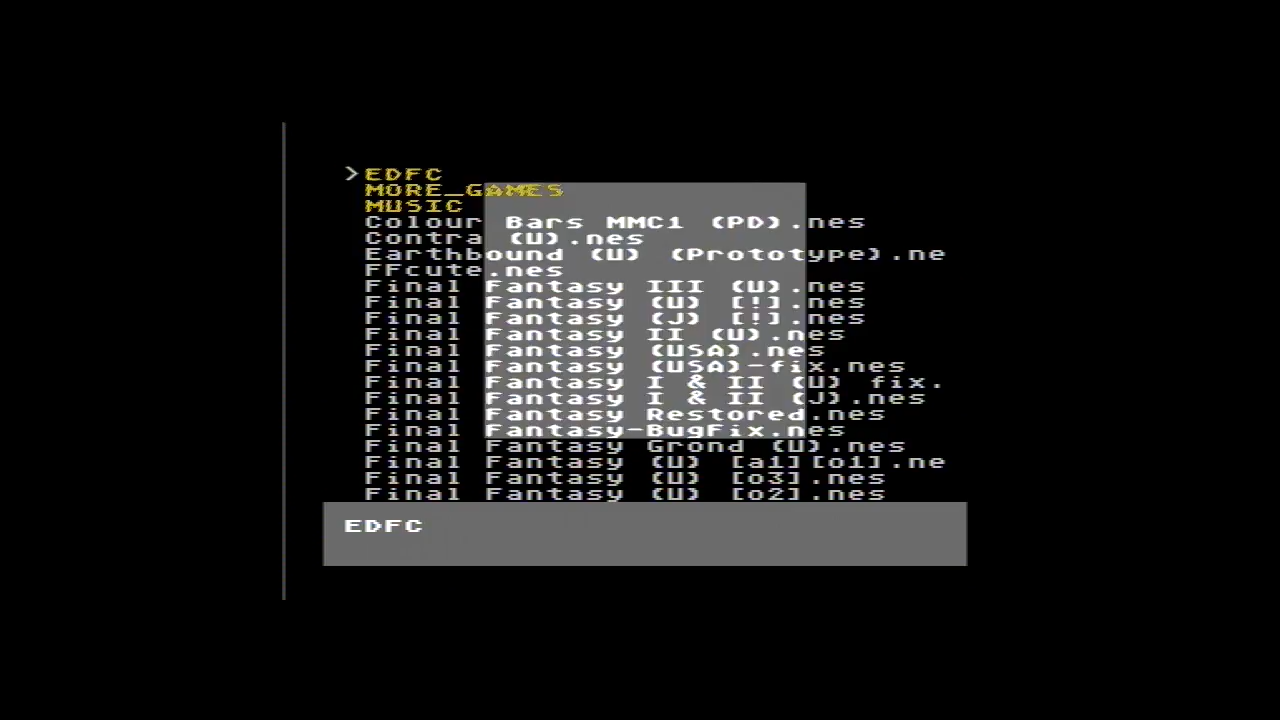 >EDFC
MORE_GAMES
MUSIC
Colour Bars MMC1 (PD).nes
Contra (U).nes
Earthbound (U) (Prototype).ne
FFcute.nes
Final Fantasy III (U).nes
Final Fantasy (U) [!].nes
Final Fantasy (J) [!].nes
Final Fantasy II (U).nes
Final Fantasy (USA).nes
Final Fantasy (USA)-fix.nes
Final Fantasy I & II (U) fix.
Final Fantasy I & II (J).nes
Final Fantasy Restored.nes
Final Fantasy-BugFix.nes
Final Fantasy Grond (U).nes
Final Fantasy (U) [a1][o1].ne
Final Fantasy (U) [o3].nes
Final Fantasy (U) [o2].nes
EDFC